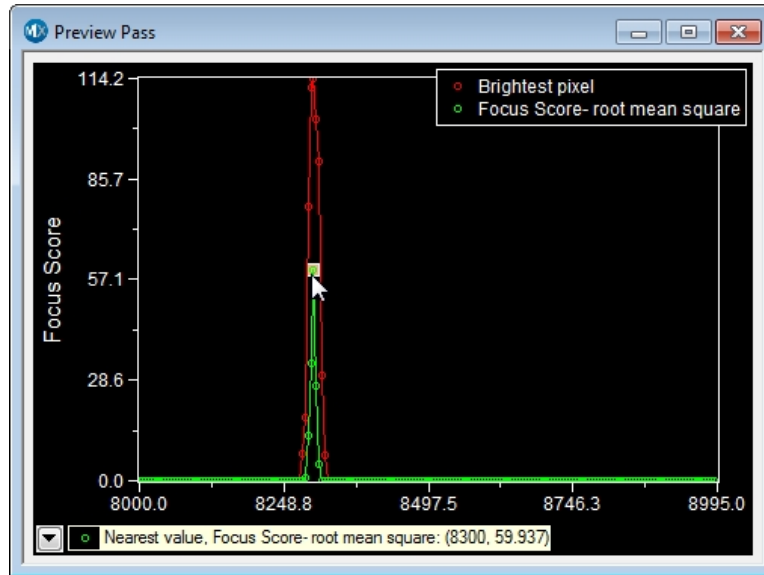 Preview Pass
Brightest pixel
Focus Score- root mean square
Focus Score
114.2
85.7
57.1
28.6
0.0
8000.0 8248.8 8497.5 8746.3 8995.0
Nearest value, Focus Score- root mean square: (8300, 59.937)